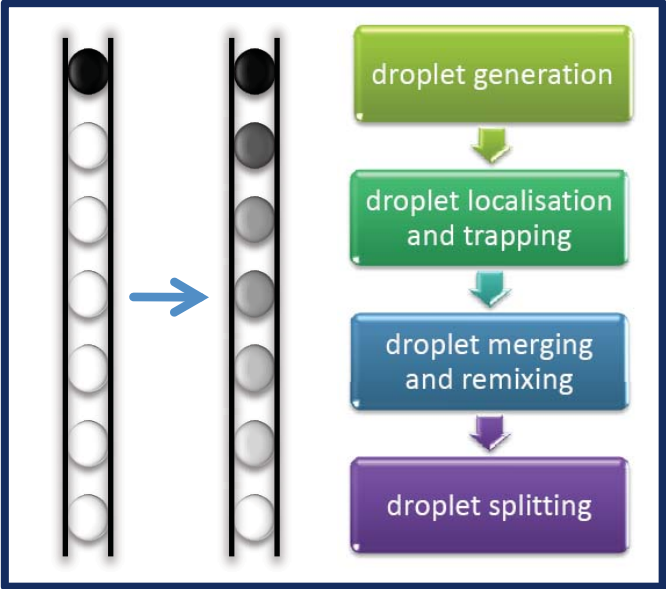 droplet generation
droplet localisation
and trapping
droplet merging
and remixing
droplet splitting